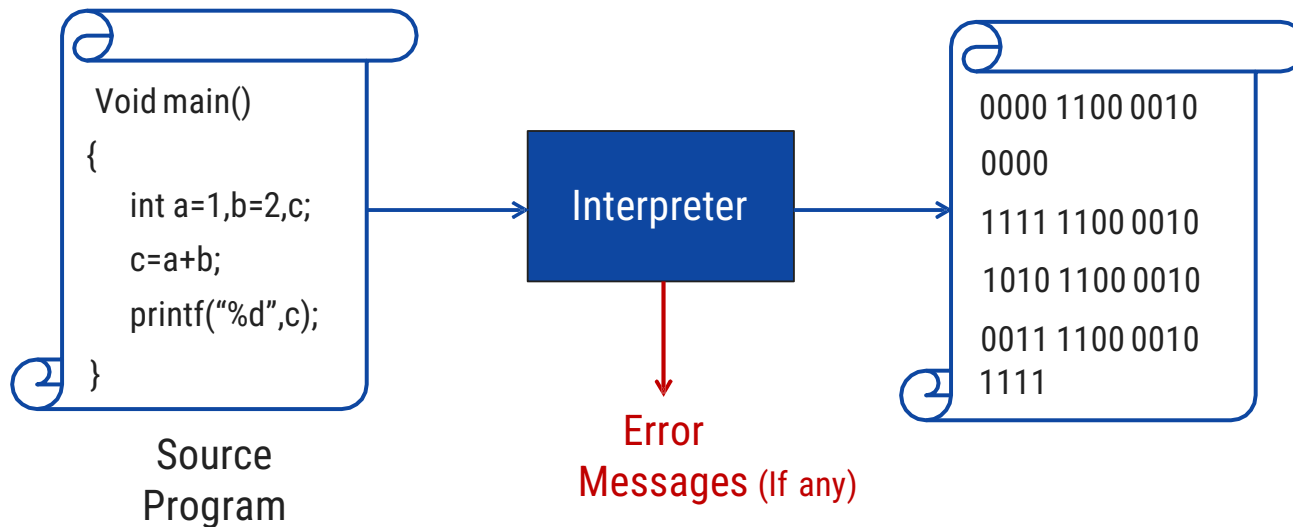 Void main()
{
int a=1,b=2,c;
c=a+b;
printf(“%d”,c);
}
Source
Program
Interpreter
Error
Messages (If any)
0000 1100 0010
0000
1111 1100 0010
1010 1100 0010
0011 1100 0010
1111